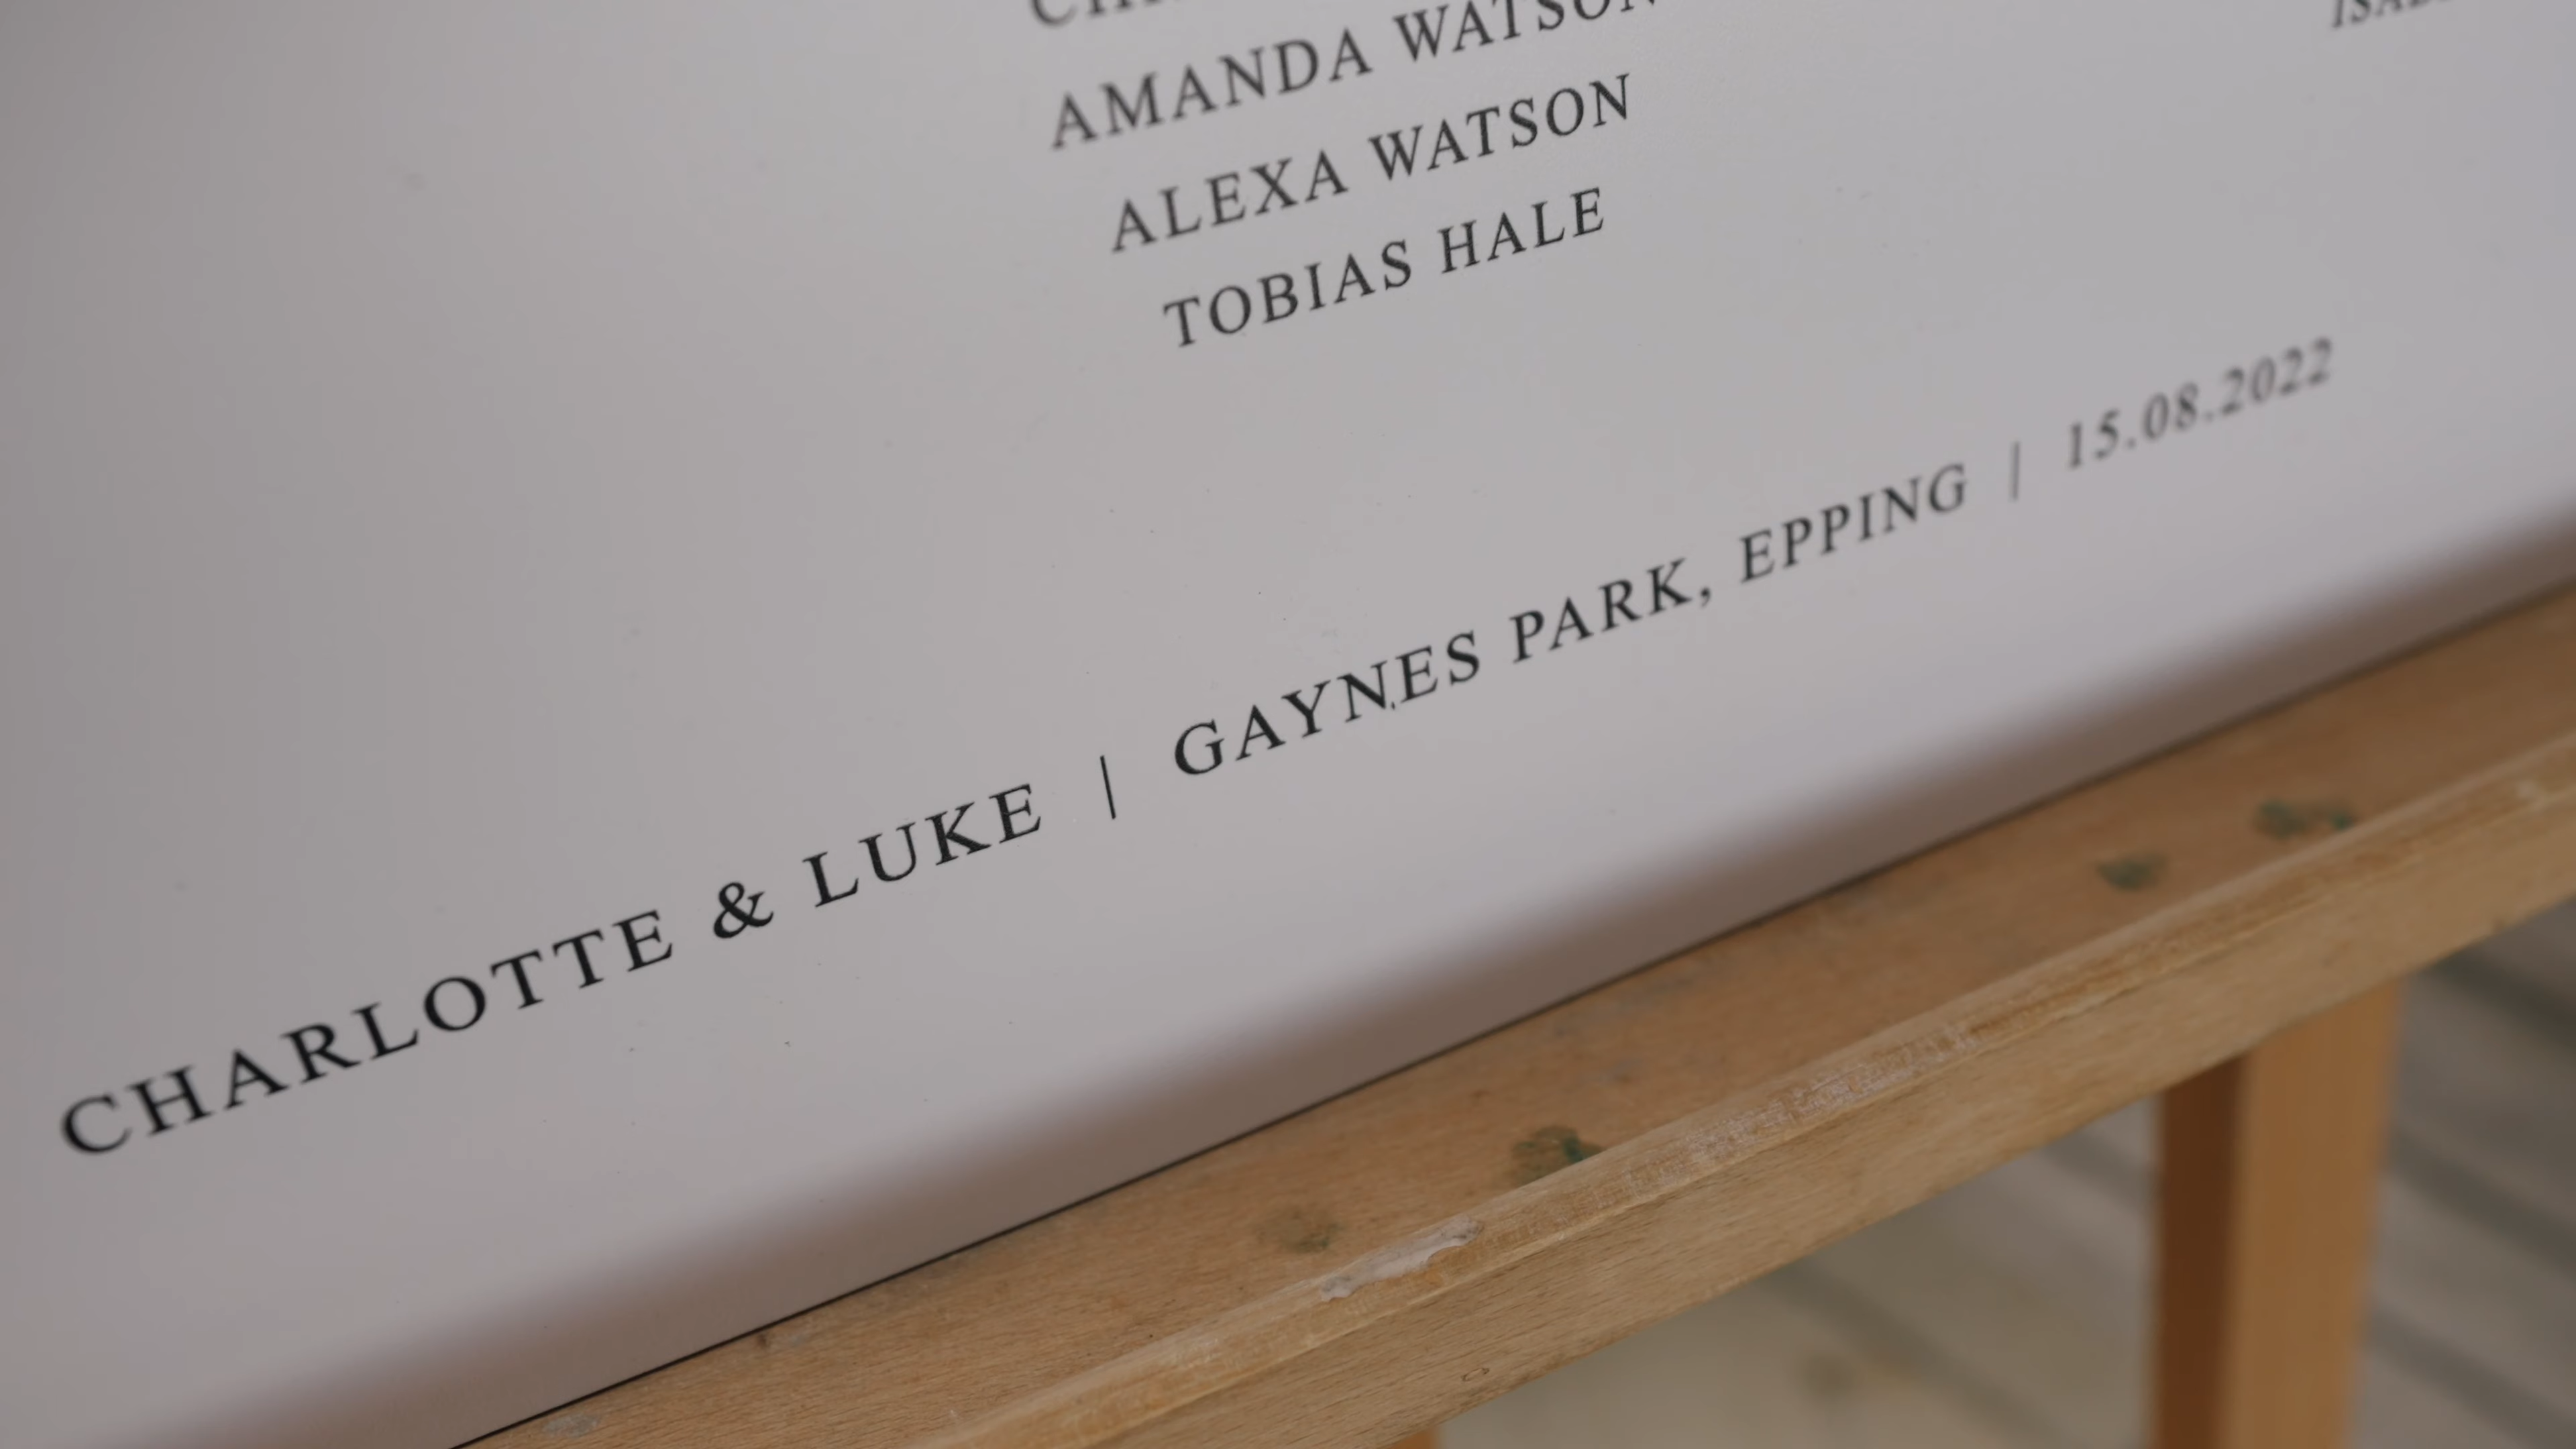 AMANDA WATSON
ALEXA WATSON
TOBIAS HALE
CHARLOTTE & LUKE | GAYNES PARK, EPPING | 15.08.2022